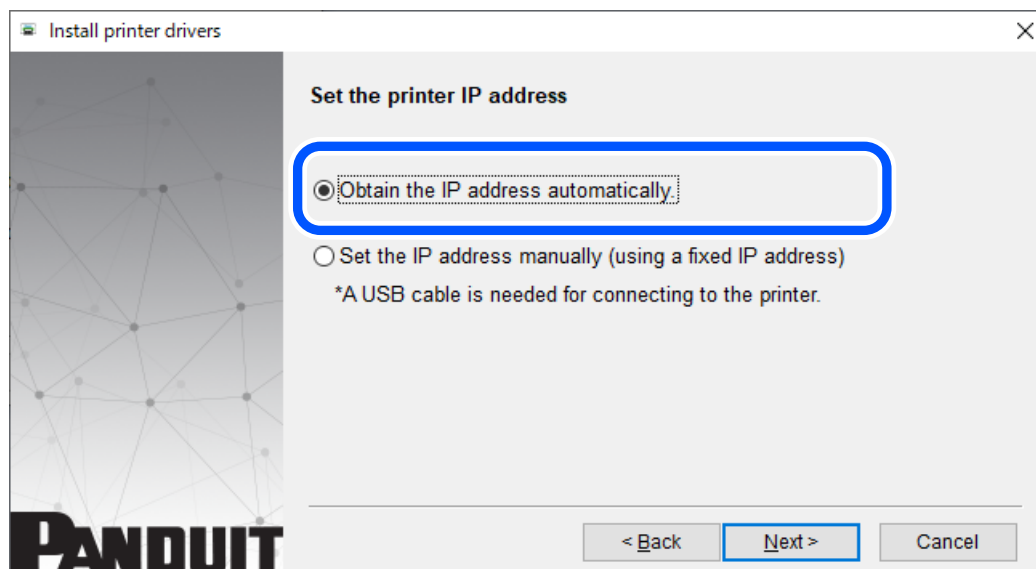 Install printer drivers
Set the printer IP address
Obtain the IP address automatically.
Set the IP address manually (using a fixed IP address)
*A USB cable is needed for connecting to the printer.
PANDUIT
< Back
Next >
Cancel